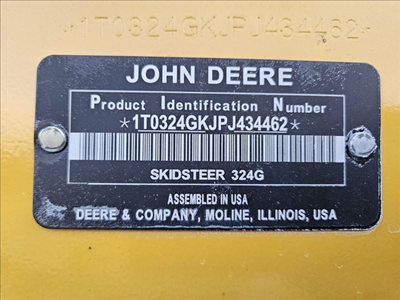 *1T0324GKJPJ434462*
JOHN DEERE
Product Identification Number
*1T0324GKJPJ434462*
SKIDSTEER 324G
ASSEMBLED IN USA
DEERE & COMPANY, MOLINE, ILLINOIS, USA